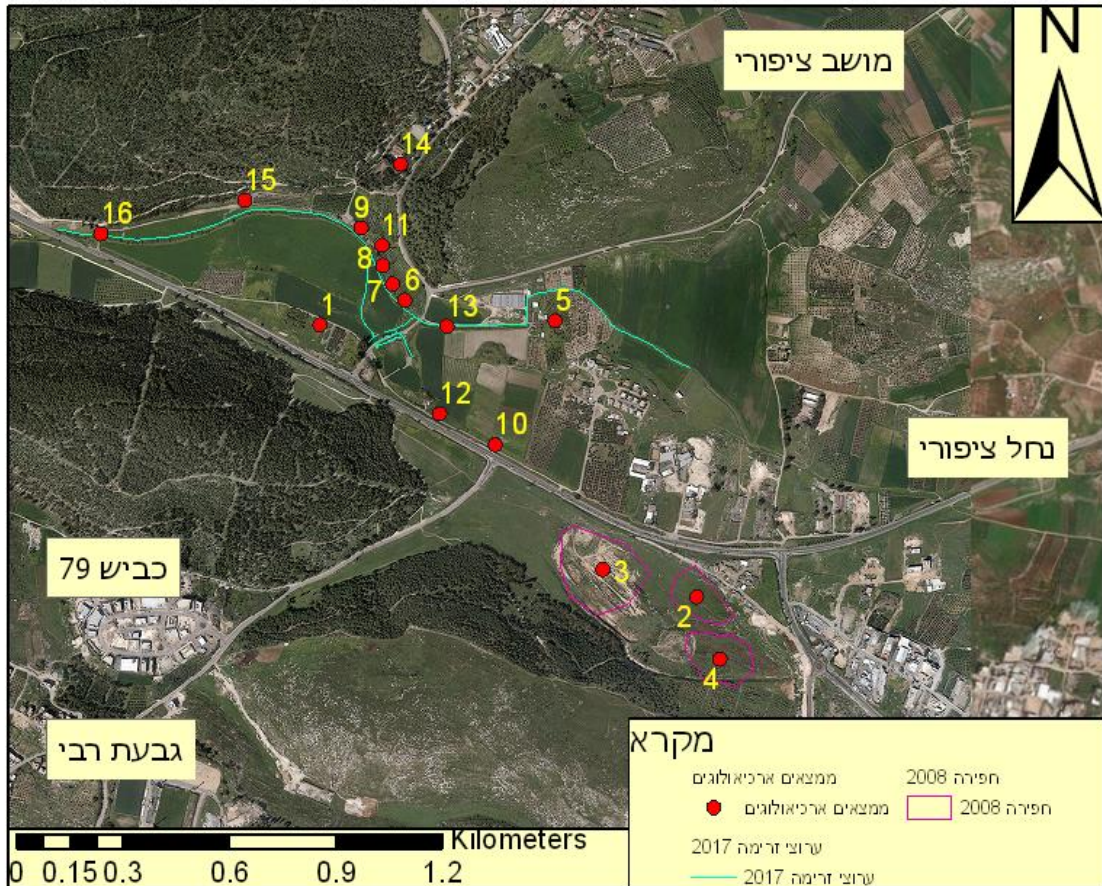 N
מושב ציפורי
14
15
16
9
11
8
7
6
13
5
1
12
10
נחל ציפורי
כביש 79
3
2
4
גבעת רבי
מקרא
ממצאים ארכיאולוגים
ממצאים ארכיאולוגים
ערוצי זרימה 2017
ערוצי זרימה 2017
חפירה 2008
חפירה 2008
Kilometers
0 0.15 0.3 0.6 0.9 1.2